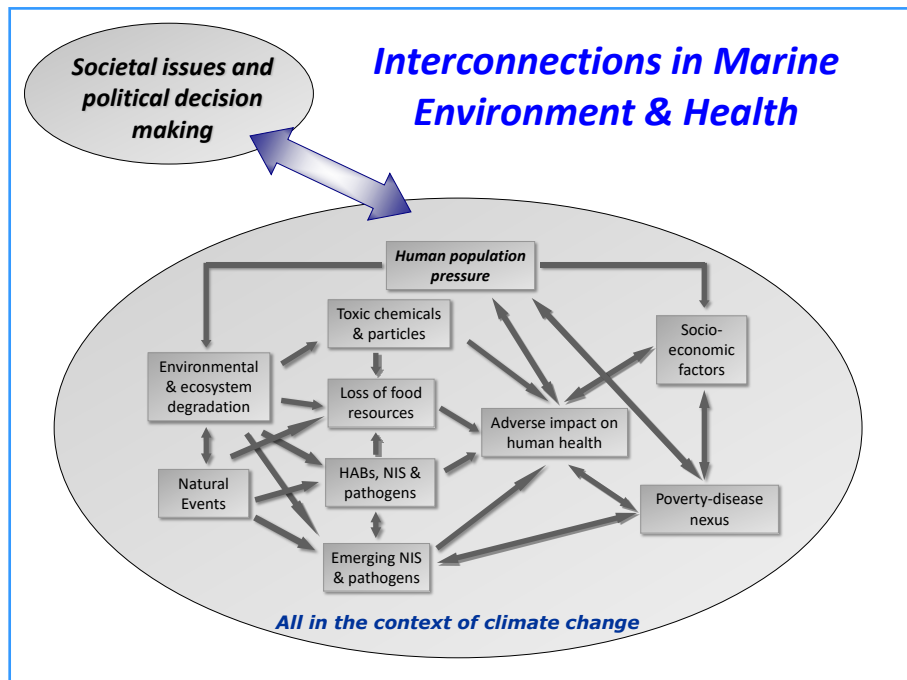 Societal issues and
political decision
making
Interconnections in Marine
Environment & Health
Human population
pressure
Toxic chemicals
& particles
Socio-
economic
factors
Environmental
& ecosystem
degradation
Loss of food
resources
Adverse impact on
human health
HABs, NIS &
pathogens
Natural
Events
Poverty-disease
nexus
Emerging NIS
& pathogens
All in the context of climate change